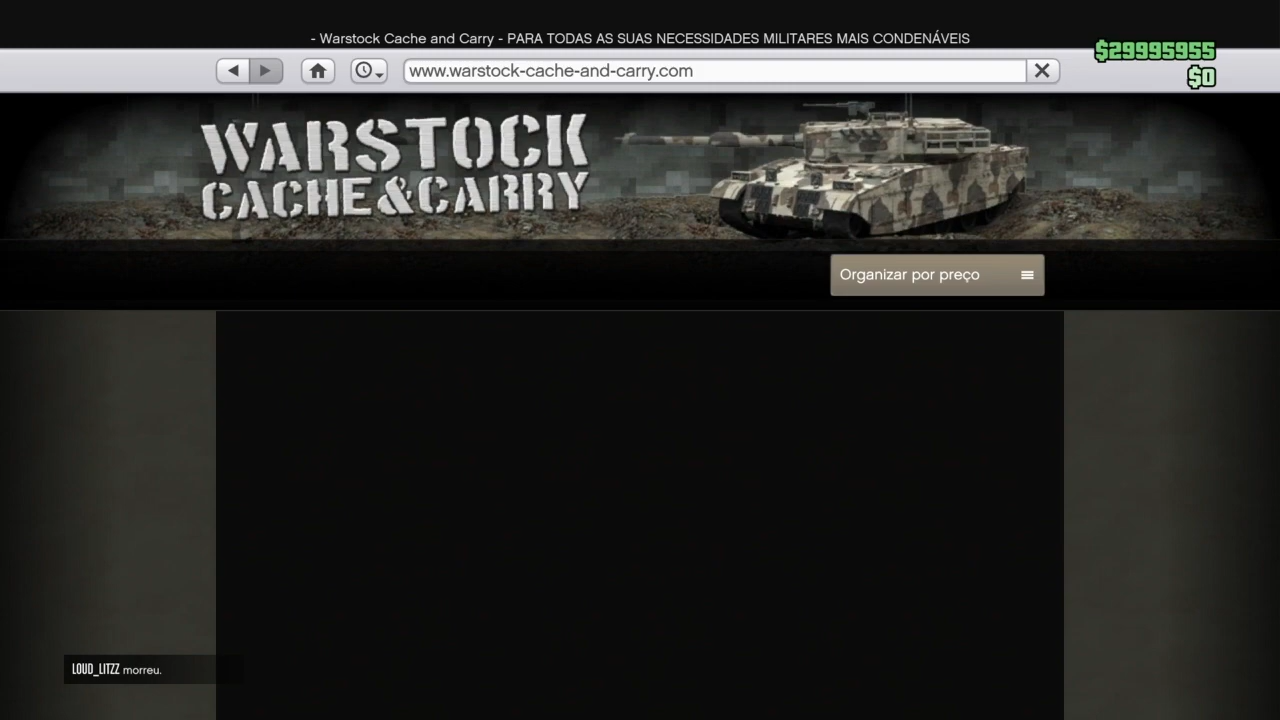 - Warstock Cache and Carry - PARA TODAS AS SUAS NECESSIDADES MILITARES MAIS CONDENÁVEIS
$29995955
www.warstock-cache-and-carry.com
$0
WARSTOCK
CACHE&CARRY
Organizar por preço
LOUD_LITZZ morreu.